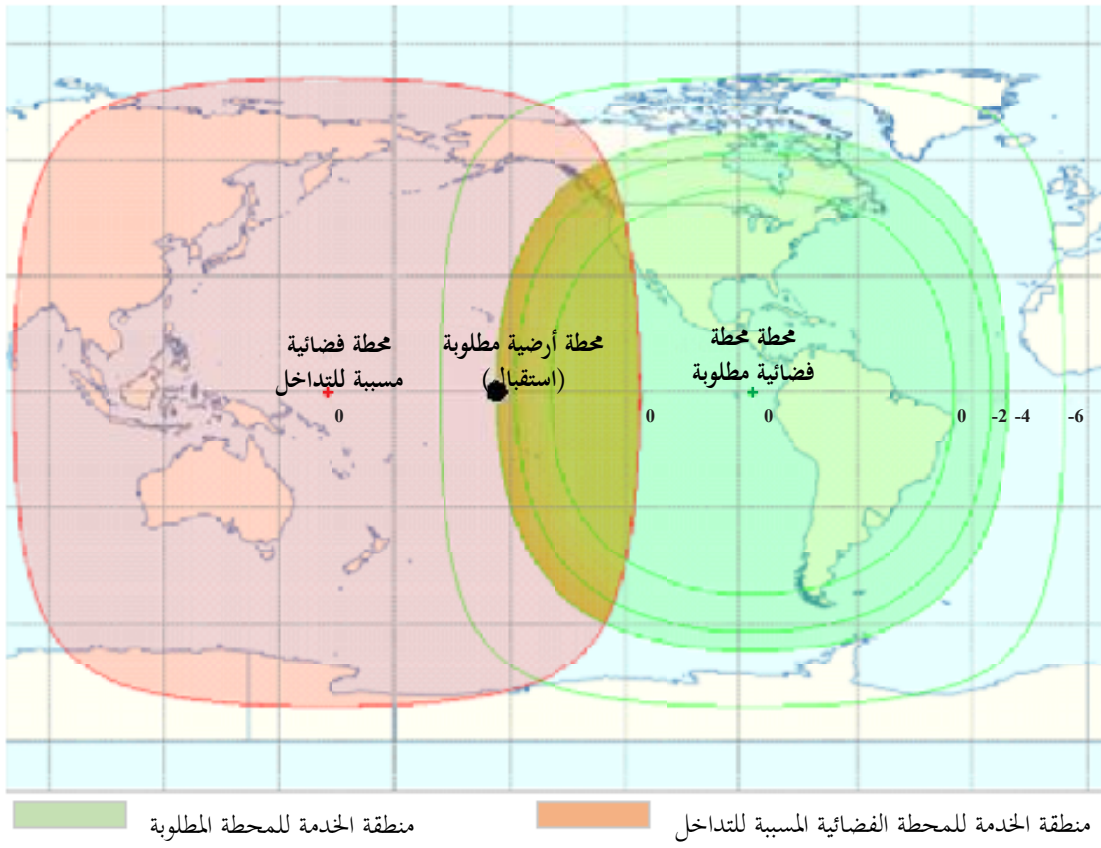 محطة محطة
فضائية مطلوبة
محطة أرضية مطلوبة
(استقبال)
محطة فضائية
مسببة للتداخل
0
0
0
0
-2
-4
-6
منطقة الخدمة للمحطة الفضائية المسببة للتداخل
منطقة الخدمة للمحطة المطلوبة